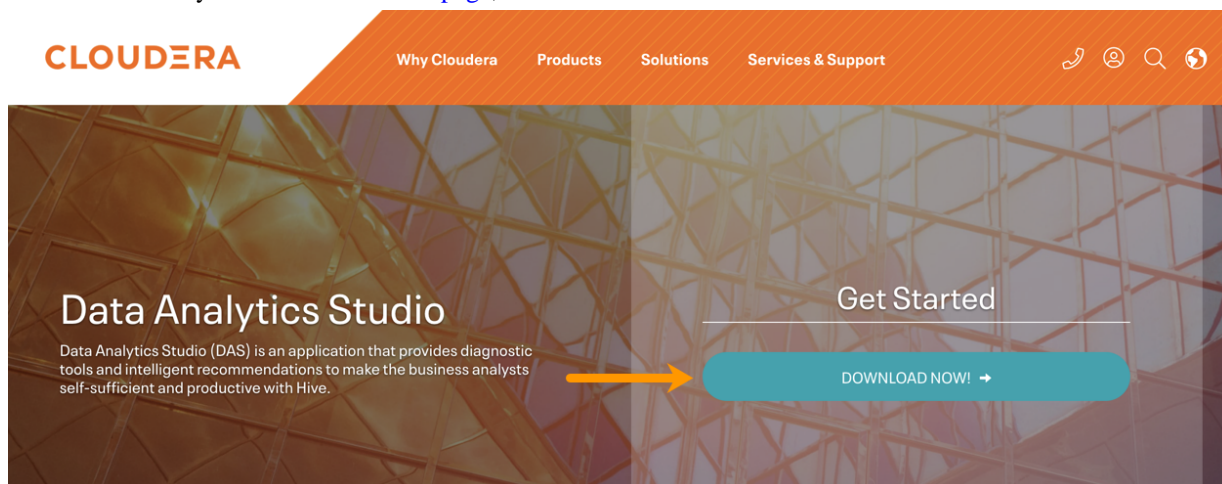 page,
CLOUDERA
Why Cloudera Products Solutions Services & Support
Data Analytics Studio
Data Analytics Studio (DAS) is an application that provides diagnostic
tools and intelligent recommendations to make the business analysts
self-sufficient and productive with Hive.
Get Started
DOWNLOAD NOW!